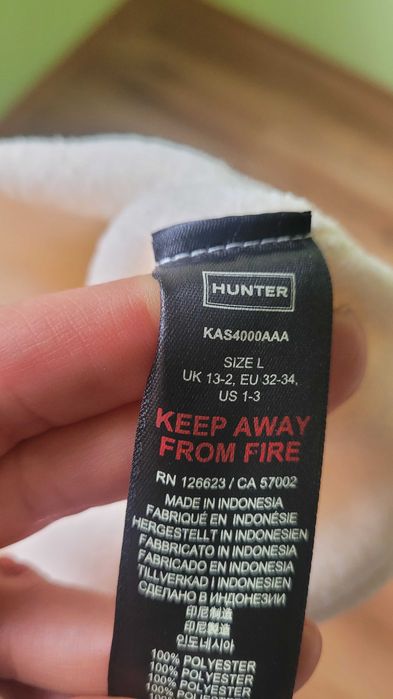 HUNTER
KAS4000AAA
SIZE L
UK 13-2, EU 32-34,
US 1-3
KEEP AWAY
FROM FIRE
RN 126623 / CA 57002
MADE IN INDONESIA
FABRIQUÉ EN INDONÉSIE
HERGESTELLT IN INDONESIEN
FABBRICATO IN INDONESIA
FABRICADO EN INDONESIA
TILLVERKAD I INDONESIEN
СДЕЛАНО В ИНДОНЕЗИИ
印尼制造
印尼製造
인도네시아
100% POLYESTER
100% POLYESTER
100% POLYESTER
100% POLYESTER